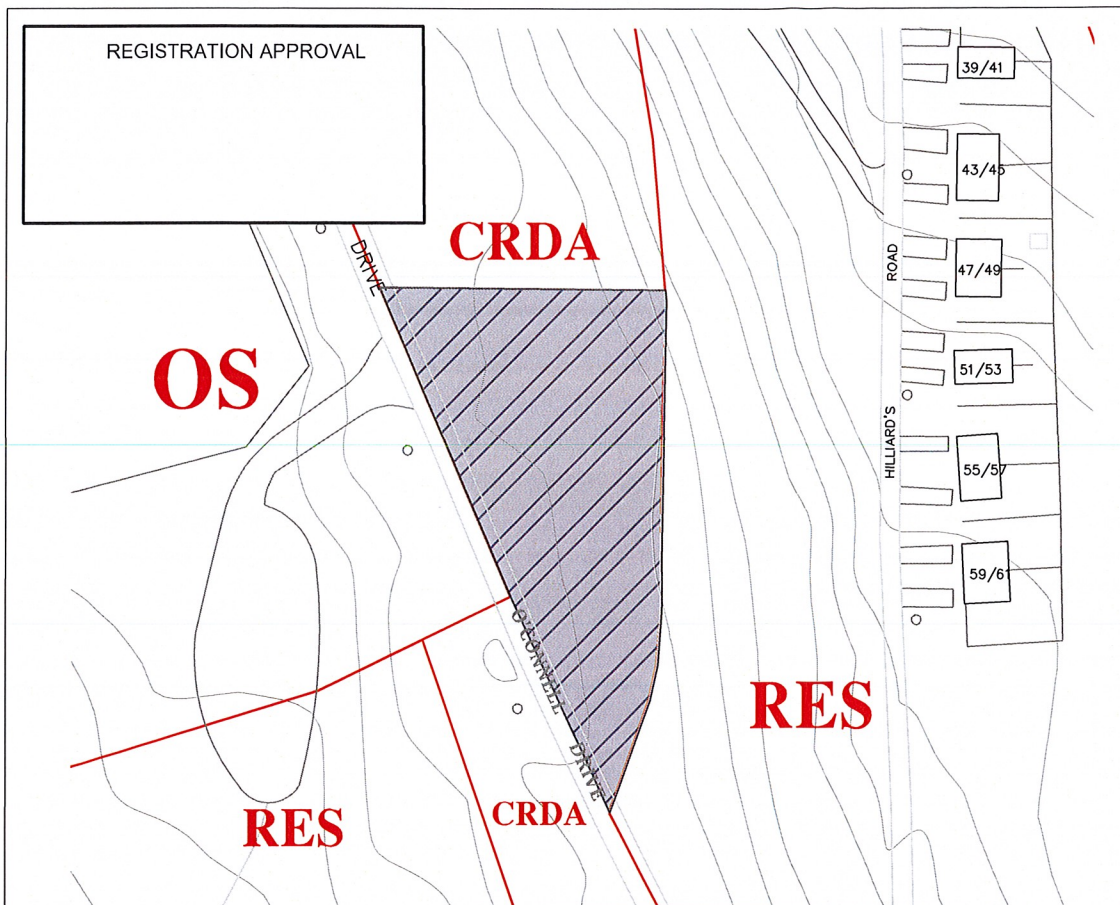 REGISTRATION APPROVAL
39/41
43/45
DRIVE
CRDA
ROAD
47/49
OS
51/53
HILLIARD'S
55/57
59/61
O'CONNELL DRIVE
RES
RES
CRDA